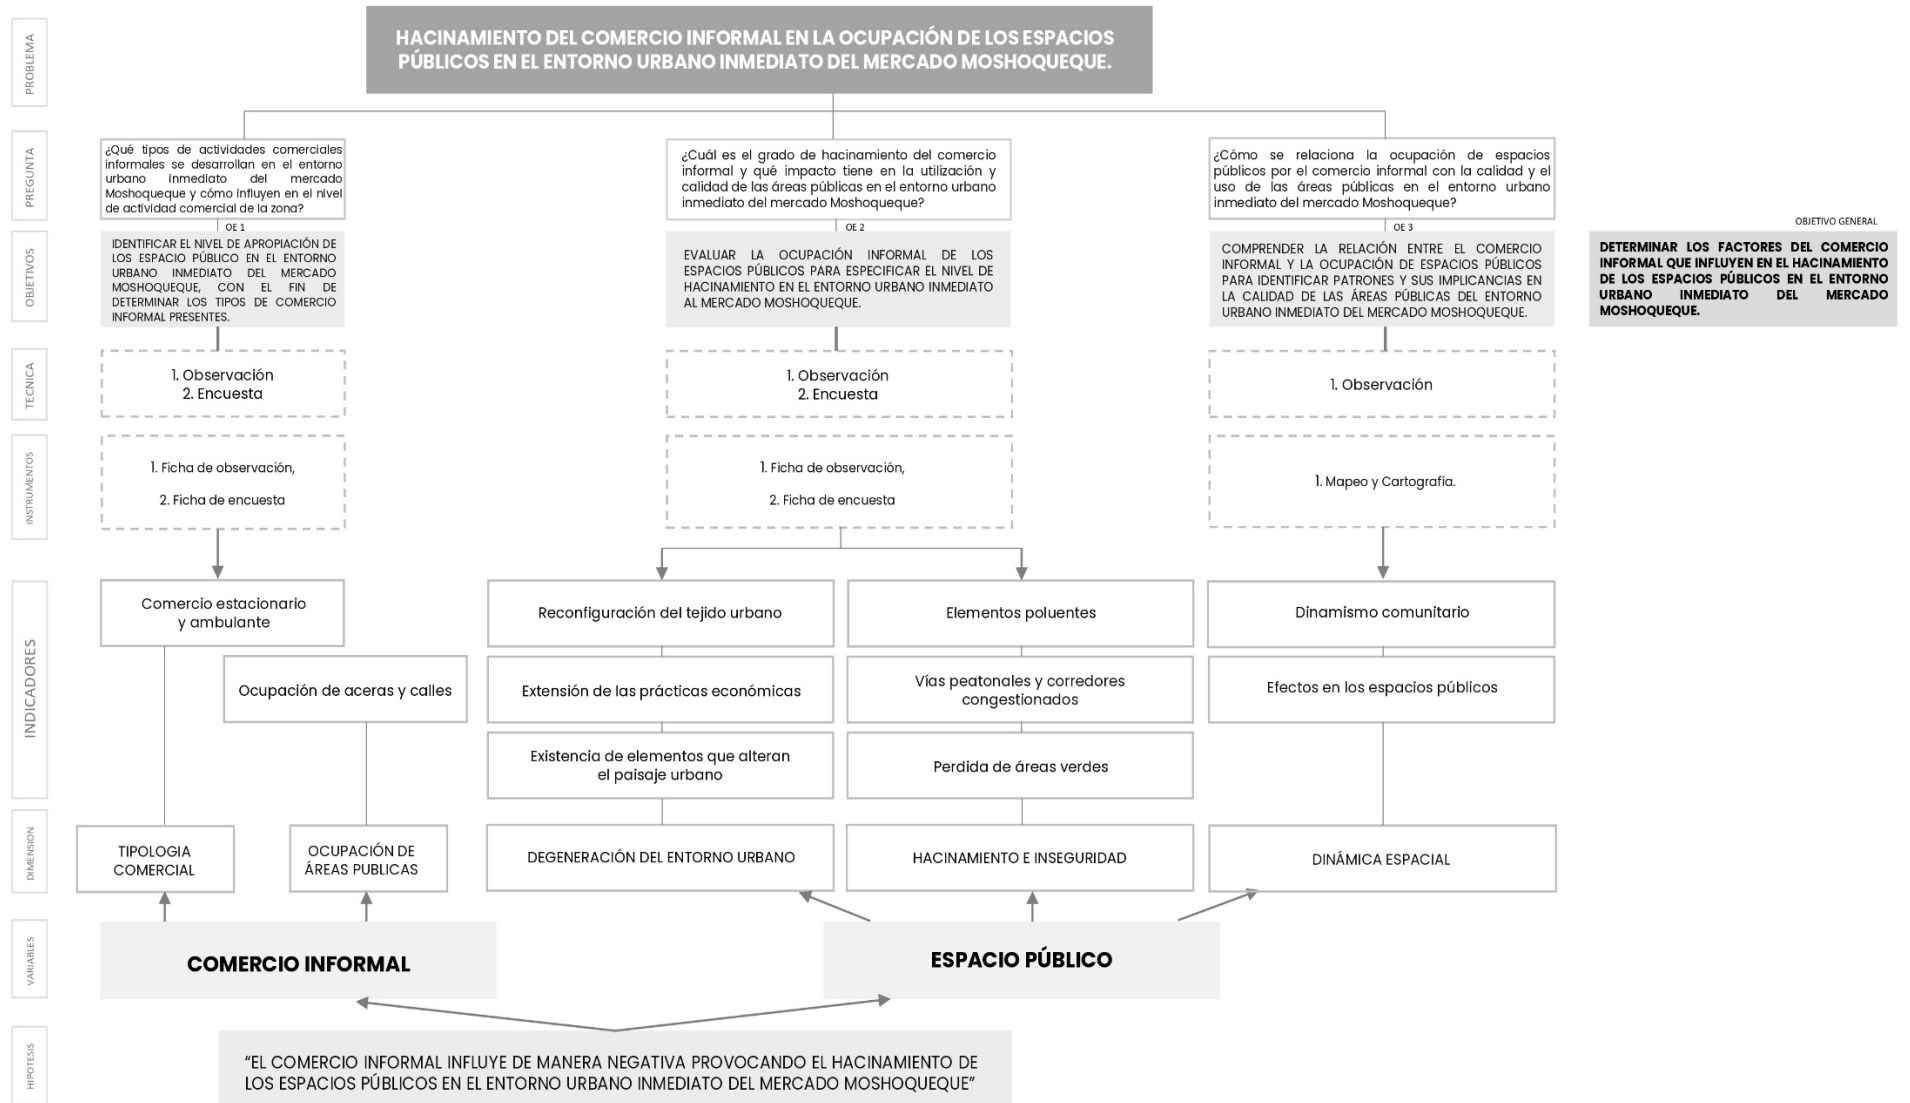 PROBLEMA
HACINAMIENTO DEL COMERCIO INFORMAL EN LA OCUPACIÓN DE LOS ESPACIOS
PÚBLICOS EN EL ENTORNO URBANO INMEDIATO DEL MERCADO MOSHOQUEQUE.
PREGUNTA
¿Qué tipos de actividades comerciales
informales se desarrollan en el entorno
urbano inmediato del mercado
Moshoqueque y cómo influyen en el nivel
de actividad comercial de la zona?
¿Cuál es el grado de hacinamiento del comercio
informal y qué impacto tiene en la utilización y
calidad de las áreas públicas en el entorno urbano
inmediato del mercado Moshoqueque?
¿Cómo se relaciona la ocupación de espacios
públicos por el comercio informal con la calidad y el
uso de las áreas públicas en el entorno urbano
inmediato del mercado Moshoqueque?
OBJETIVOS
OE 1
IDENTIFICAR EL NIVEL DE APROPIACIÓN DE
LOS ESPACIO PÚBLICO EN EL ENTORNO
URBANO INMEDIATO DEL MERCADO
MOSHOQUEQUE, CON EL FIN DE
DETERMINAR LOS TIPOS DE COMERCIO
INFORMAL PRESENTES.
OE 2
EVALUAR LA OCUPACIÓN INFORMAL DE LOS
ESPACIOS PÚBLICOS PARA ESPECIFICAR EL NIVEL DE
HACINAMIENTO EN EL ENTORNO URBANO INMEDIATO
AL MERCADO MOSHOQUEQUE.
OE 3
COMPRENDER LA RELACIÓN ENTRE EL COMERCIO
INFORMAL Y LA OCUPACIÓN DE ESPACIOS PÚBLICOS
PARA IDENTIFICAR PATRONES Y SUS IMPLICANCIAS EN
LA CALIDAD DE LAS ÁREAS PÚBLICAS DEL ENTORNO
URBANO INMEDIATO DEL MERCADO MOSHOQUEQUE.
OBJETIVO GENERAL
DETERMINAR LOS FACTORES DEL COMERCIO
INFORMAL QUE INFLUYEN EN EL HACINAMIENTO
DE LOS ESPACIOS PÚBLICOS EN EL ENTORNO
URBANO INMEDIATO DEL MERCADO
MOSHOQUEQUE.
TECNICA
1. Observación
2. Encuesta
1. Observación
2. Encuesta
1. Observación
INSTRUMENTOS
1. Ficha de observación,
2. Ficha de encuesta
1. Ficha de observación,
2. Ficha de encuesta
1. Mapeo y Cartografía.
INDICADORES
Comercio estacionario
y ambulante
Ocupación de aceras y calles
Reconfiguración del tejido urbano
Extensión de las prácticas económicas
Existencia de elementos que alteran
el paisaje urbano
Elementos poluentes
Vías peatonales y corredores
congestionados
Perdida de áreas verdes
Dinamismo comunitario
Efectos en los espacios públicos
DIMENSION
TIPOLOGIA
COMERCIAL
OCUPACIÓN DE
ÁREAS PUBLICAS
DEGENERACIÓN DEL ENTORNO URBANO
HACINAMIENTO E INSEGURIDAD
DINÁMICA ESPACIAL
VARIABLES
COMERCIO INFORMAL
ESPACIO PÚBLICO
HIPOTESIS
“EL COMERCIO INFORMAL INFLUYE DE MANERA NEGATIVA PROVOCANDO EL HACINAMIENTO DE
LOS ESPACIOS PÚBLICOS EN EL ENTORNO URBANO INMEDIATO DEL MERCADO MOSHOQUEQUE”